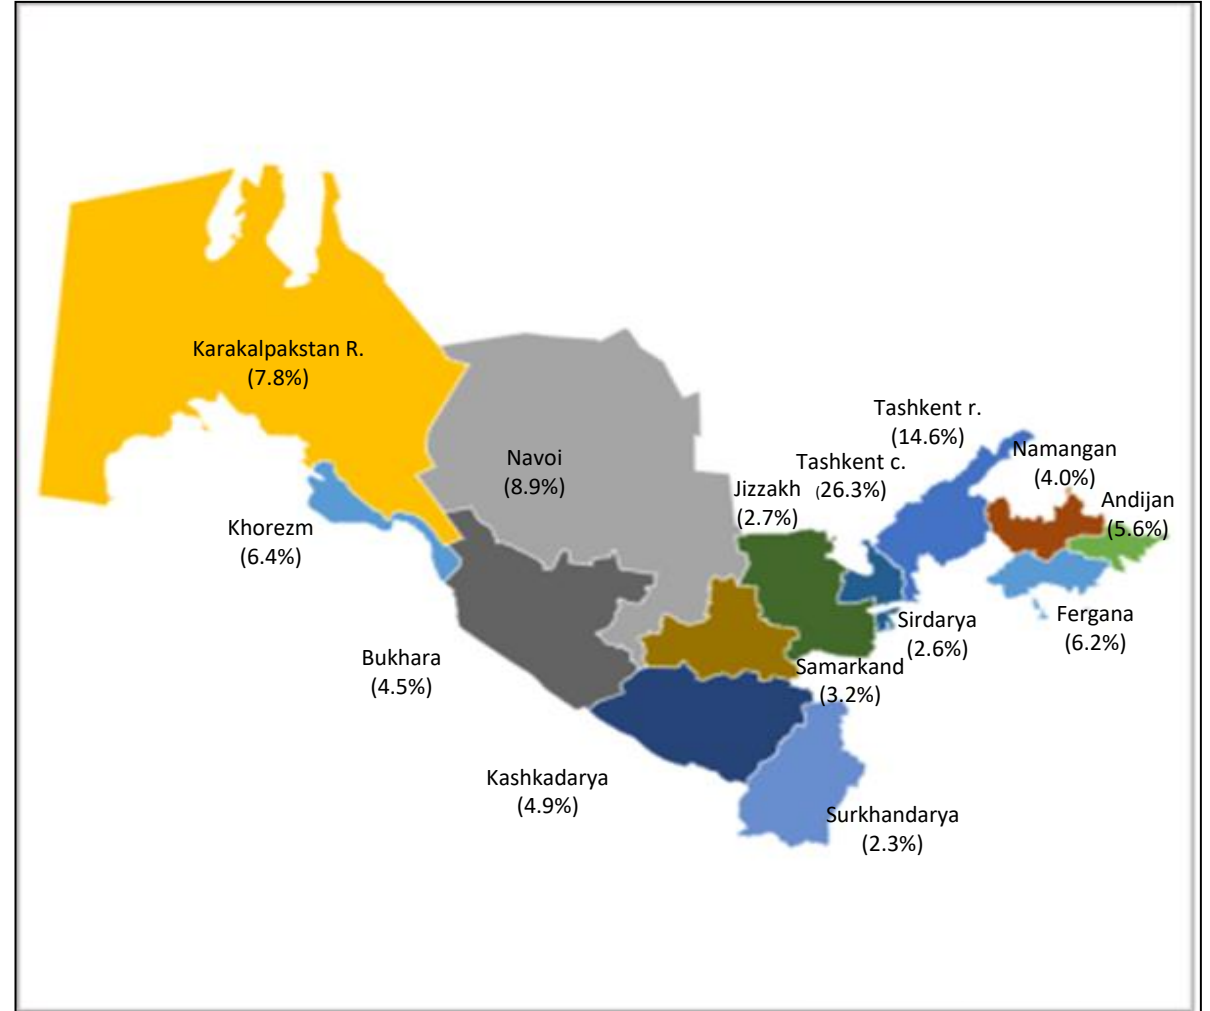 Karakalpakstan R.
(7.8%)
Navoi
(8.9%)
Khorezm
(6.4%)
Bukhara
(4.5%)
Kashkadarya
(4.9%)
Surkhandarya
(2.3%)
Samarkand
(3.2%)
Jizzakh
(2.7%)
Tashkent c.
(26.3%)
Tashkent r.
(14.6%)
Sirdarya
(2.6%)
Namangan
(4.0%)
Andijan
(5.6%)
Fergana
(6.2%)